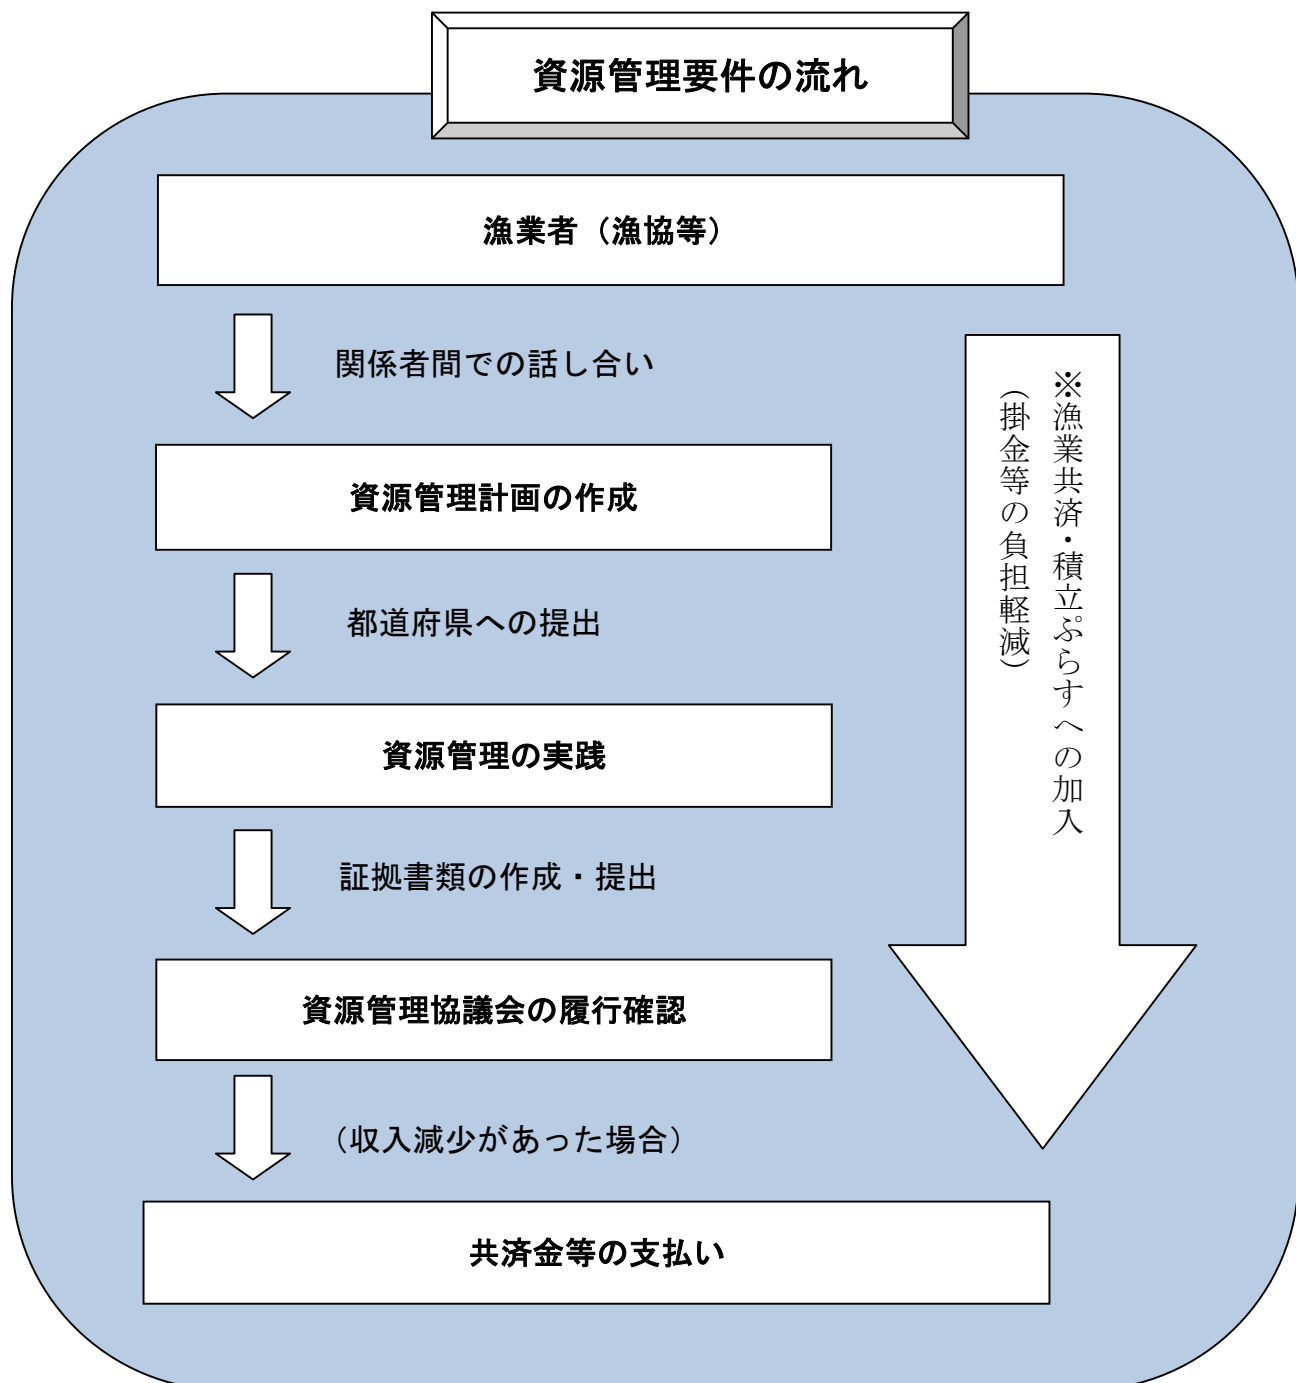 資源管理要件の流れ
漁業者（漁協等）
関係者間での話し合い
資源管理計画の作成
都道府県への提出
資源管理の実践
証拠書類の作成・提出
資源管理協議会の履行確認
（収入減少があった場合）
共済金等の支払い
※漁業共済・積立ぷらすへの加入
（掛金等の負担軽減）